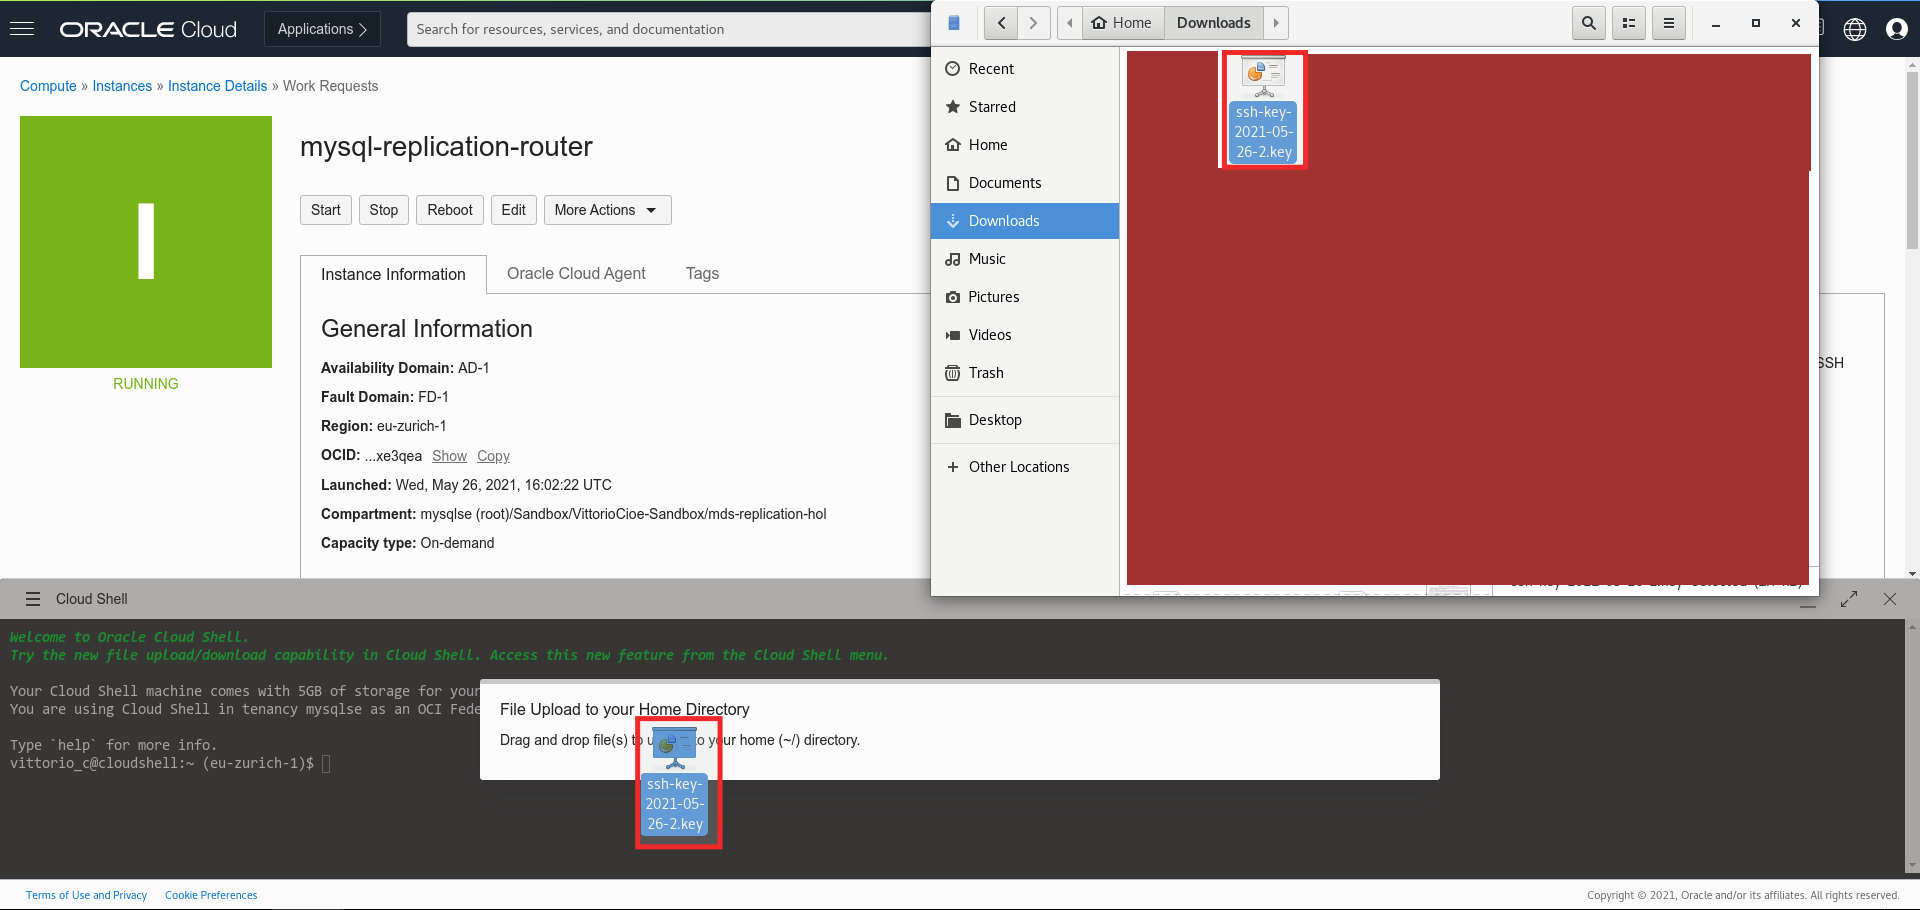 ORACLE Cloud
Applications
Search for resources, services, and documentation
Compute » Instances » Instance Details » Work Requests
I
RUNNING
mysql-replication-router
Start
Stop
Reboot
Edit
More Actions
Instance Information
Oracle Cloud Agent
Tags
General Information
Availability Domain: AD-1
Fault Domain: FD-1
Region: eu-zurich-1
OCID: ...xe3qea Show Copy
Launched: Wed, May 26, 2021, 16:02:22 UTC
Compartment: mysqlse (root)/Sandbox/VittorioCioe-Sandbox/mds-replication-hol
Capacity type: On-demand
SSH
Home
Downloads
Recent
Starred
Home
Documents
Downloads
Music
Pictures
Videos
Trash
Desktop
Other Locations
ssh-key-
2021-05-
26-2.key
Cloud Shell
Welcome to Oracle Cloud Shell.
Try the new file upload/download capability in Cloud Shell. Access this new feature from the Cloud Shell menu.
Your Cloud Shell machine comes with 5GB of storage for your
You are using Cloud Shell in tenancy mysqlse as an OCI Fede
Type `help` for more info.
vittorio_c@cloudshell:~ (eu-zurich-1)$
File Upload to your Home Directory
Drag and drop file(s) to your home (~/) directory.
ssh-key-
2021-05-
26-2.key
Terms of Use and Privacy
Cookie Preferences
Copyright © 2021, Oracle and/or its affiliates. All rights reserved.